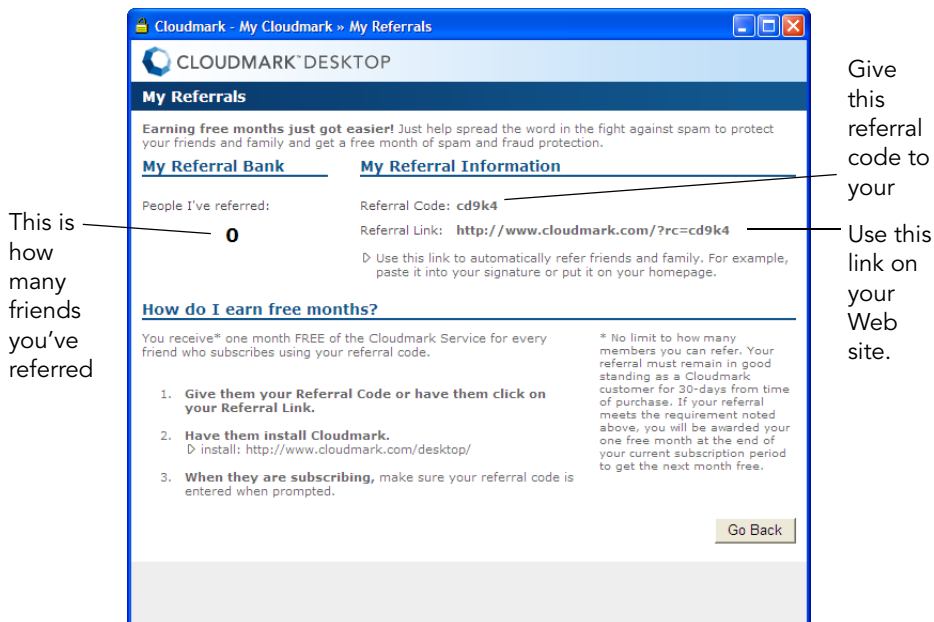 Cloudmark - My Cloudmark » My Referrals
CLOUDMARK™DESKTOP
My Referrals
Earning free months just got easier! Just help spread the word in the fight against spam to protect
your friends and family and get a free month of spam and fraud protection.
My Referral Bank
People I've referred:
0
My Referral Information
Referral Code: cd9k4
Referral Link: http://www.cloudmark.com/?rc=cd9k4
Use this link to automatically refer friends and family. For example,
paste it into your signature or put it on your homepage.
How do I earn free months?
You receive* one month FREE of the Cloudmark Service for every
friend who subscribes using your referral code.
1. Give them your Referral Code or have them click on
your Referral Link.
2. Have them install Cloudmark.
install: http://www.cloudmark.com/desktop/
3. When they are subscribing, make sure your referral code is
entered when prompted.
* No limit to how many
members you can refer. Your
referral must remain in good
standing as a Cloudmark
customer for 30-days from time
of purchase. If your referral
meets the requirement noted
above, you will be awarded your
one free month at the end of
your current subscription period
to get the next month free.
Go Back
This is
how
many
friends
you've
referred
Give
this
referral
code to
your
Use this
link on
your
Web
site.